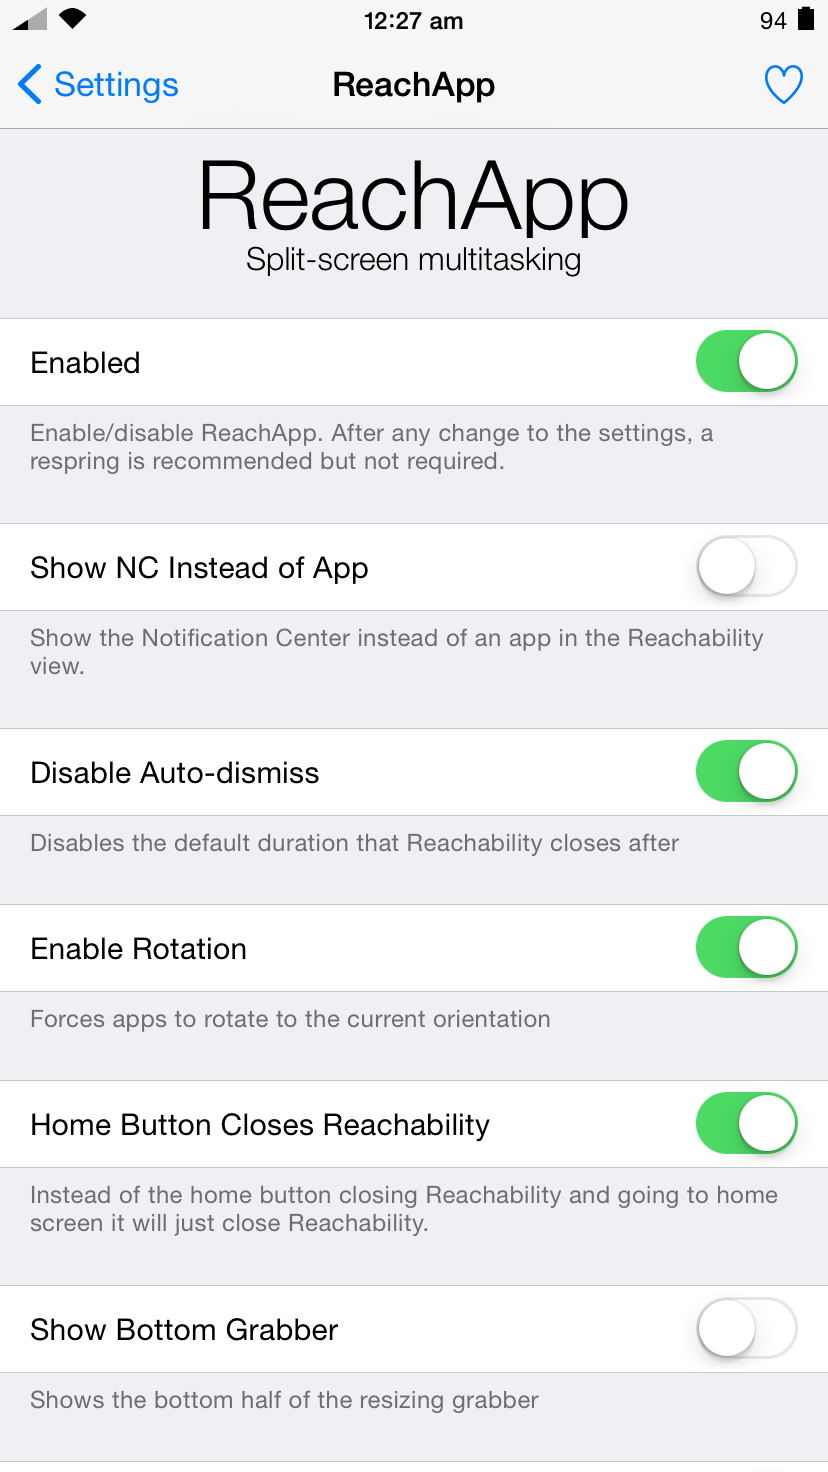 12:27 am
94
Settings
ReachApp
ReachApp
Split-screen multitasking
Enabled
Enable/disable ReachApp. After any change to the settings, a
respring is recommended but not required.
Show NC Instead of App
Show the Notification Center instead of an app in the Reachability
view.
Disable Auto-dismiss
Disables the default duration that Reachability closes after
Enable Rotation
Forces apps to rotate to the current orientation
Home Button Closes Reachability
Instead of the home button closing Reachability and going to home
screen it will just close Reachability.
Show Bottom Grabber
Shows the bottom half of the resizing grabber